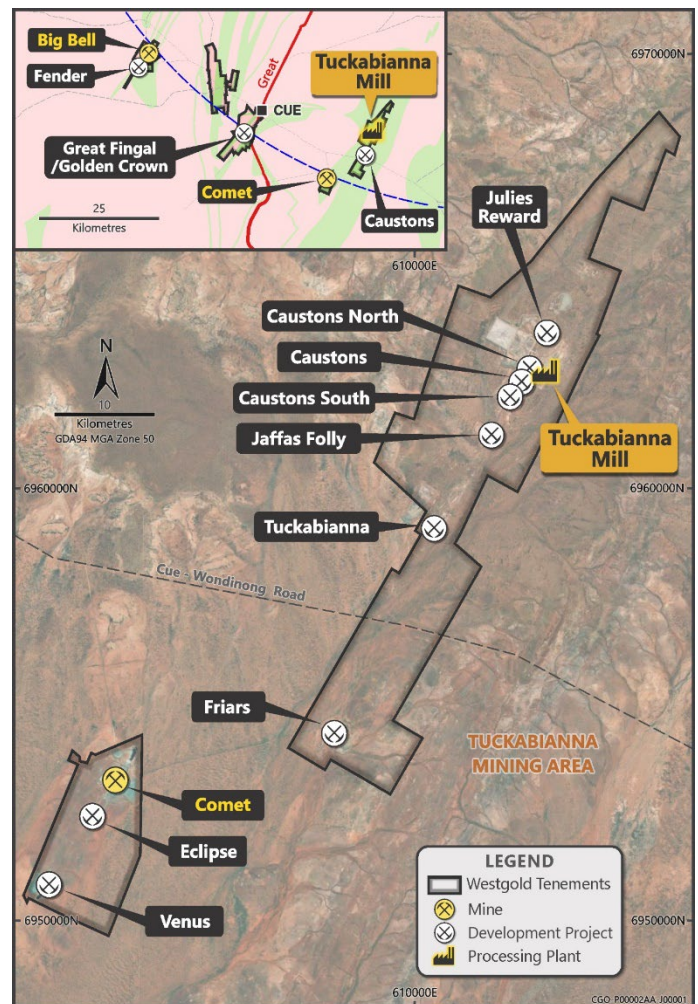 Big Bell
Fender
Great Fingal
/Golden Crown
CUE
Great
Tuckabianna
Mill
Comet
Caustons
25
Kilometres
6970000N
610000E
Julies
Reward
Caustons North
Caustons
Caustons South
Jaffas Folly
Tuckabianna
Mill
N
10
Kilometres
GDA94 MGA Zone 50
6960000N
6960000N
Tuckabianna
Cue - Wondinong Road
Friars
TUCKABIANNA
MINING AREA
Comet
Eclipse
Venus
6950000N
6950000N
LEGEND
Westgold Tenements
Mine
Development Project
Processing Plant
610000E
CGO_P00002AA_J00001